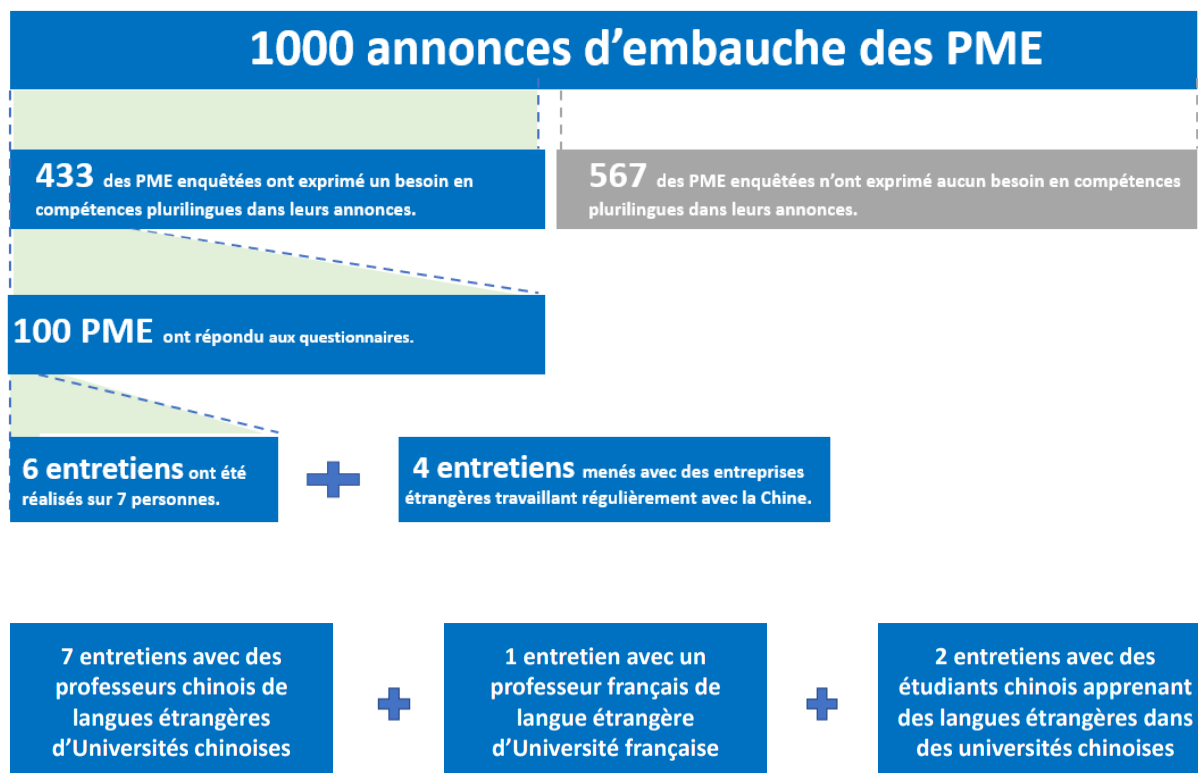 1000 annonces d’embauche des PME
433 des PME enquêtées ont exprimé un besoin en
compétences plurilingues dans leurs annonces.
567 des PME enquêtées n’ont exprimé aucun besoin en compétences
plurilingues dans leurs annonces.
100 PME ont répondu aux questionnaires.
6 entretiens ont été
réalisés sur 7 personnes.
4 entretiens menés avec des entreprises
étrangères travaillant régulièrement avec la Chine.
7 entretiens avec des
professeurs chinois de
langues étrangères
d’Universités chinoises
1 entretien avec un
professeur français de
langue étrangère
d’Université française
2 entretiens avec des
étudiants chinois apprenant
des langues étrangères dans
des universités chinoises